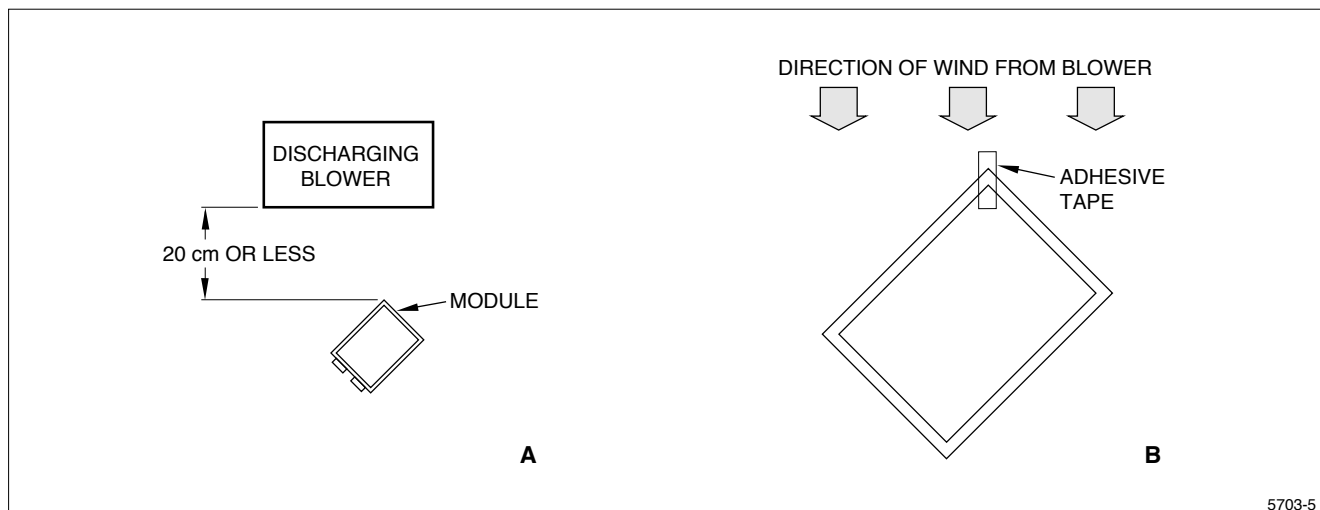 DISCHARGING
BLOWER
20 cm OR LESS
MODULE
A
DIRECTION OF WIND FROM BLOWER
ADHESIVE
TAPE
B
5703-5